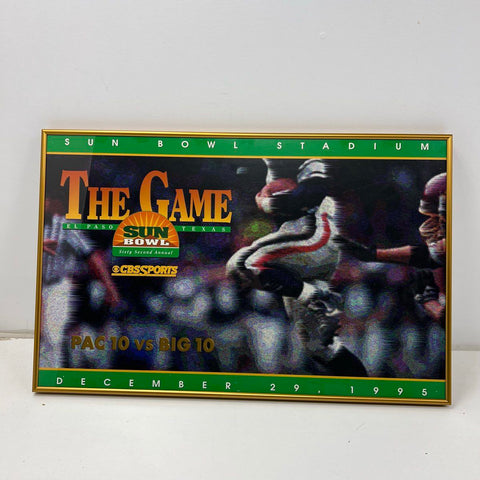 SUN BOWL STADIUM
THE GAME
EL PASO TEXAS
SUN
BOWL
Sixty Second Annual
CBS SPORTS
PAC 10 vs BIG 10
DECEMBER 29, 1995